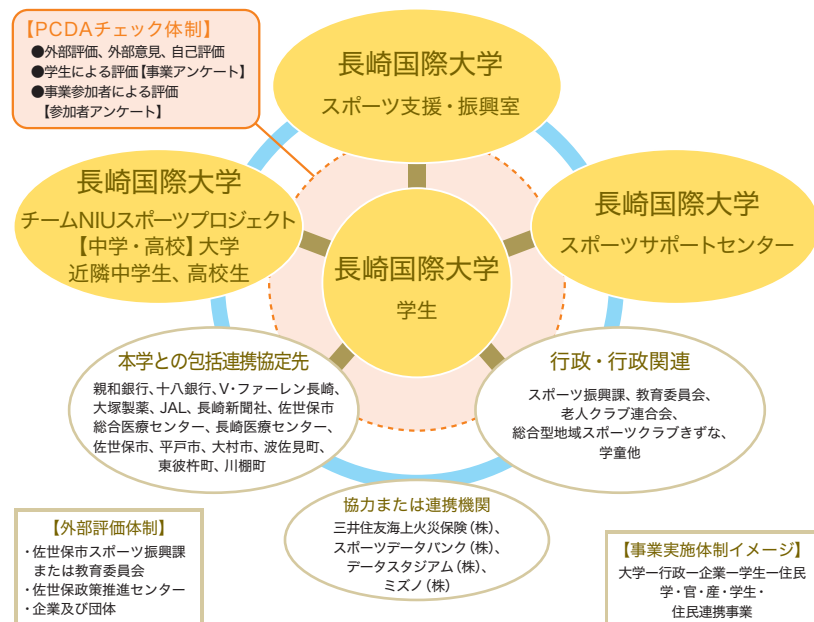 【PCDAチェック体制】
●外部評価、外部意見、自己評価
●学生による評価【事業アンケート】
●事業参加者による評価
【参加者アンケート】
長崎国際大学
スポーツ支援・振興室
長崎国際大学
チームNIUスポーツプロジェクト
【中学・高校】大学
近隣中学生、高校生
長崎国際大学
スポーツサポートセンター
長崎国際大学
学生
本学との包括連携協定先
親和銀行、十八銀行、V・ファーレン長崎、
大塚製薬、JAL、長崎新聞社、佐世保市
総合医療センター、長崎医療センター、
佐世保市、平戸市、大村市、波佐見町、
東彼杵町、川棚町
行政・行政関連
スポーツ振興課、教育委員会、
老人クラブ連合会、
総合型地域スポーツクラブきずな、
学童他
協力または連携機関
三井住友海上火災保険(株)、
スポーツデータバンク(株)、
データスタジアム(株)、
ミズノ(株)
【外部評価体制】
・佐世保市スポーツ振興課
または教育委員会
・佐世保政策推進センター
・企業及び団体
【事業実施体制イメージ】
大学ー行政ー企業ー学生ー住民
学・官・産・学生・
住民連携事業